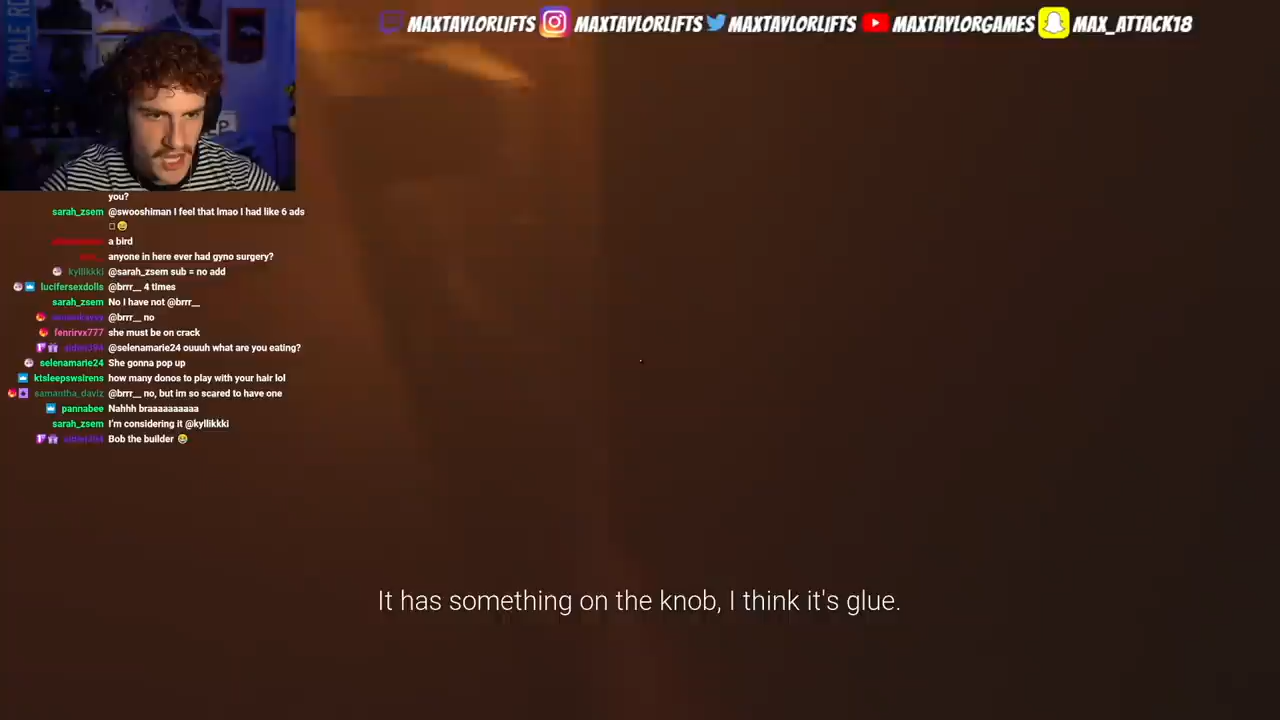 MAXTAYLORLIFTS MAXTAYLORLIFTS MAXTAYLORLIFTS MAXTAYLORGAMES MAX_ATTACK18
you?
sarah_zsem @swooshiman I feel that lmao I had like 6 ads
a bird
anyone in here ever had gyno surgery?
kyllikkki @sarah_zsem sub = no add
lucifersexdolls @brrr__ 4 times
sarah_zsem No I have not @brrr__
@brrr__ no
fenrirvx777 she must be on crack
@selenamarie24 ouuuh what are you eating?
selenamarie24 She gonna pop up
ktsleepswsirens how many donos to play with your hair lol
samantha_daviz @brrr__ no, but im so scared to have one
pannabee Nahhh braaaaaaaaaa
sarah_zsem I'm considering it @kyllikkki
Bob the builder
It has something on the knob, I think it's glue.